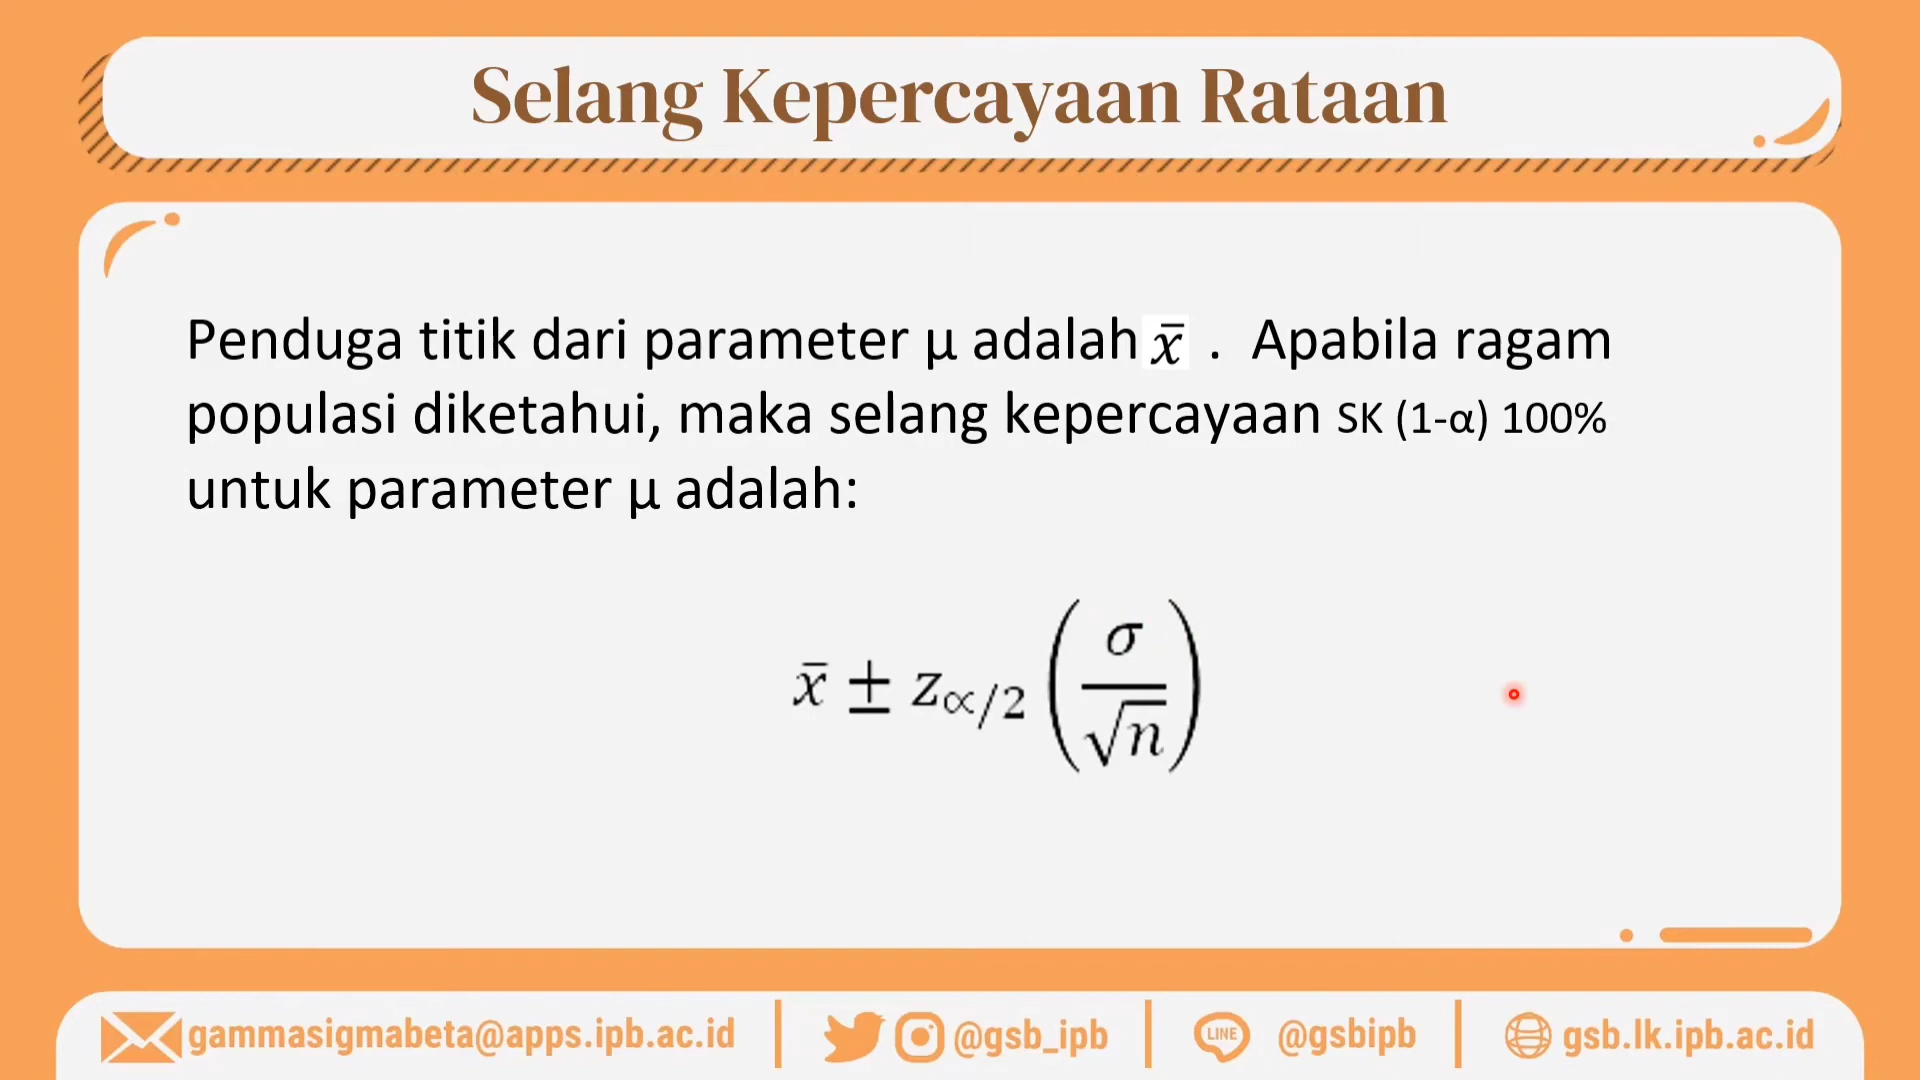 Selang Kepercayaan Rataan
Penduga titik dari parameter μ adalah x̄ . Apabila ragam
populasi diketahui, maka selang kepercayaan SK (1-α) 100%
untuk parameter μ adalah:
x̄ ± z∝/2 (σ/√n)
gammasigmabeta@apps.ipb.ac.id
@gsb_ipb
LINE
@gsbipb
gsb.lk.ipb.ac.id